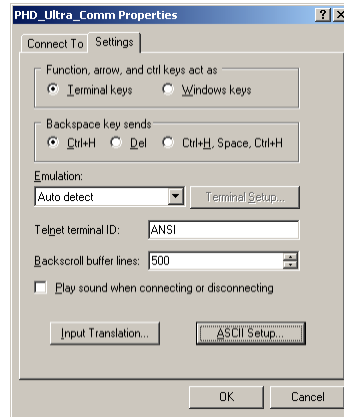 PHD_Ultra_Comm Properties
Connect To Settings
Function, arrow, and ctrl keys act as
Terminal keys Windows keys
Backspace key sends
Ctrl+H Del Ctrl+H, Space, Ctrl+H
Emulation:
Auto detect Terminal Setup...
Telnet terminal ID: ANSI
Backscroll buffer lines: 500
Play sound when connecting or disconnecting
Input Translation... ASCII Setup...
OK Cancel